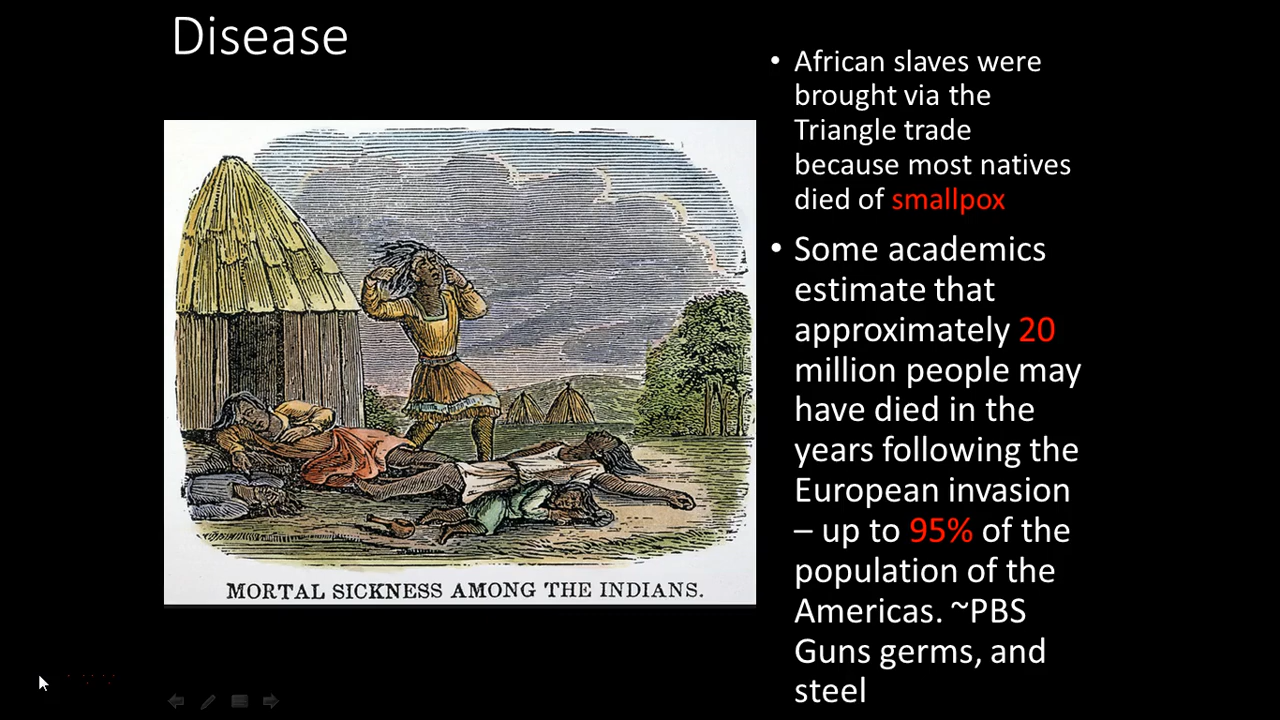 Disease
• African slaves were
brought via the
Triangle trade
because most natives
died of smallpox
• Some academics
estimate that
approximately 20
million people may
have died in the
years following the
European invasion
– up to 95% of the
population of the
Americas. ~PBS
Guns germs, and
steel
MORTAL SICKNESS AMONG THE INDIANS.